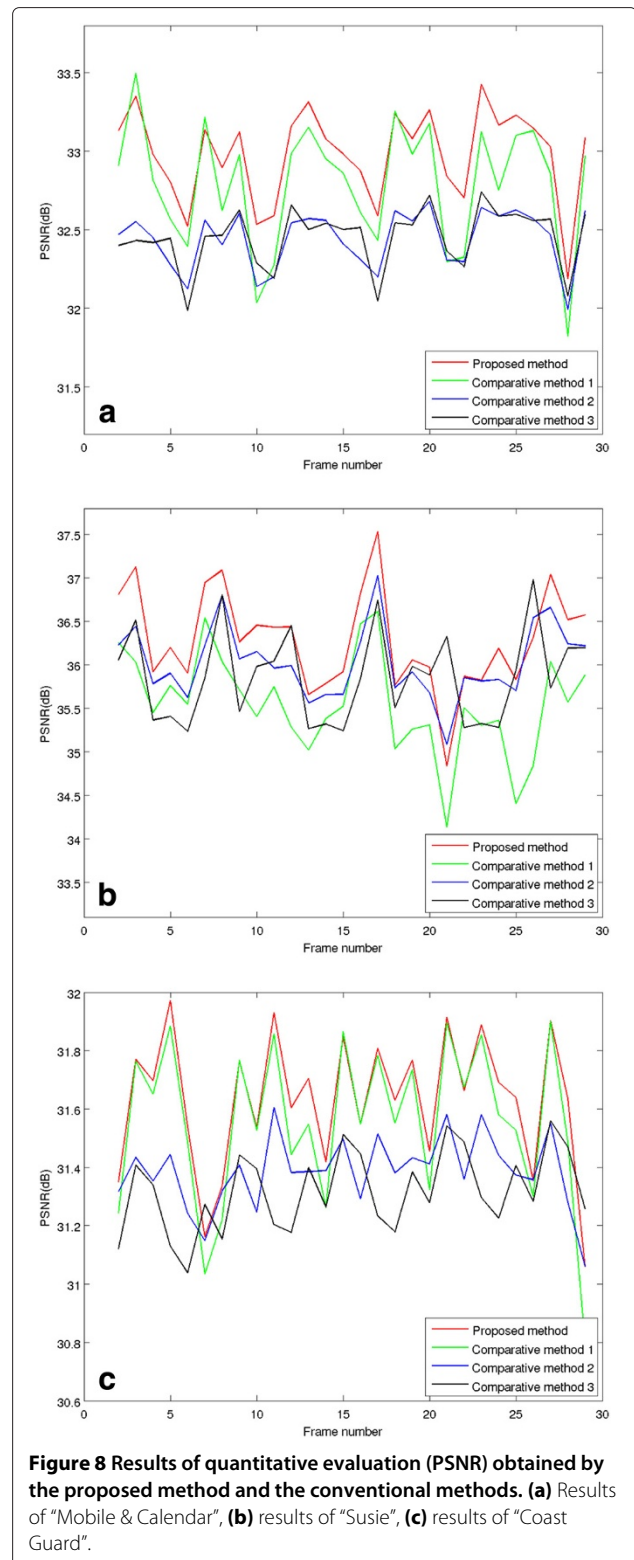 33.5
33
32.5
32
31.5
PSNR(dB)
0 5 10 15 20 25 30
Frame number
a
Proposed method
Comparative method 1
Comparative method 2
Comparative method 3
37.5
37
36.5
36
35.5
35
34.5
34
33.5
PSNR(dB)
0 5 10 15 20 25 30
Frame number
b
Proposed method
Comparative method 1
Comparative method 2
Comparative method 3
32
31.8
31.6
31.4
31.2
31
30.8
30.6
PSNR(dB)
0 5 10 15 20 25 30
Frame number
c
Proposed method
Comparative method 1
Comparative method 2
Comparative method 3
Figure 8 Results of quantitative evaluation (PSNR) obtained by
the proposed method and the conventional methods. (a) Results
of “Mobile & Calendar”, (b) results of “Susie”, (c) results of “Coast
Guard”.